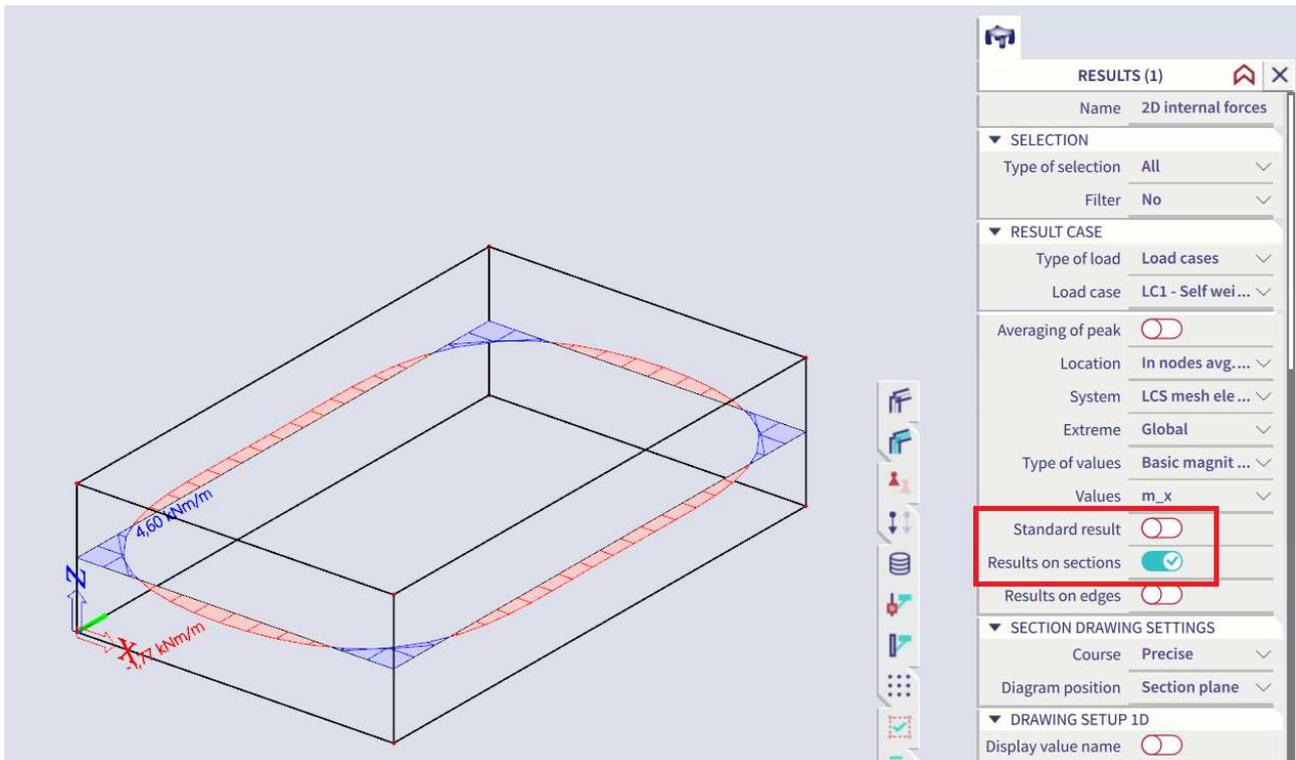 RESULTS (1)
Name 2D internal forces
SELECTION
Type of selection All
Filter No
RESULT CASE
Type of load Load cases
Load case LC1 - Self wei...
Averaging of peak
Location In nodes avg....
System LCS mesh ele...
Extreme Global
Type of values Basic magnit ...
Values m_x
Standard result
Results on sections
Results on edges
SECTION DRAWING SETTINGS
Course Precise
Diagram position Section plane
DRAWING SETUP 1D
Display value name
4,60 kNm/m
Z
X
-1,77 kNm/m